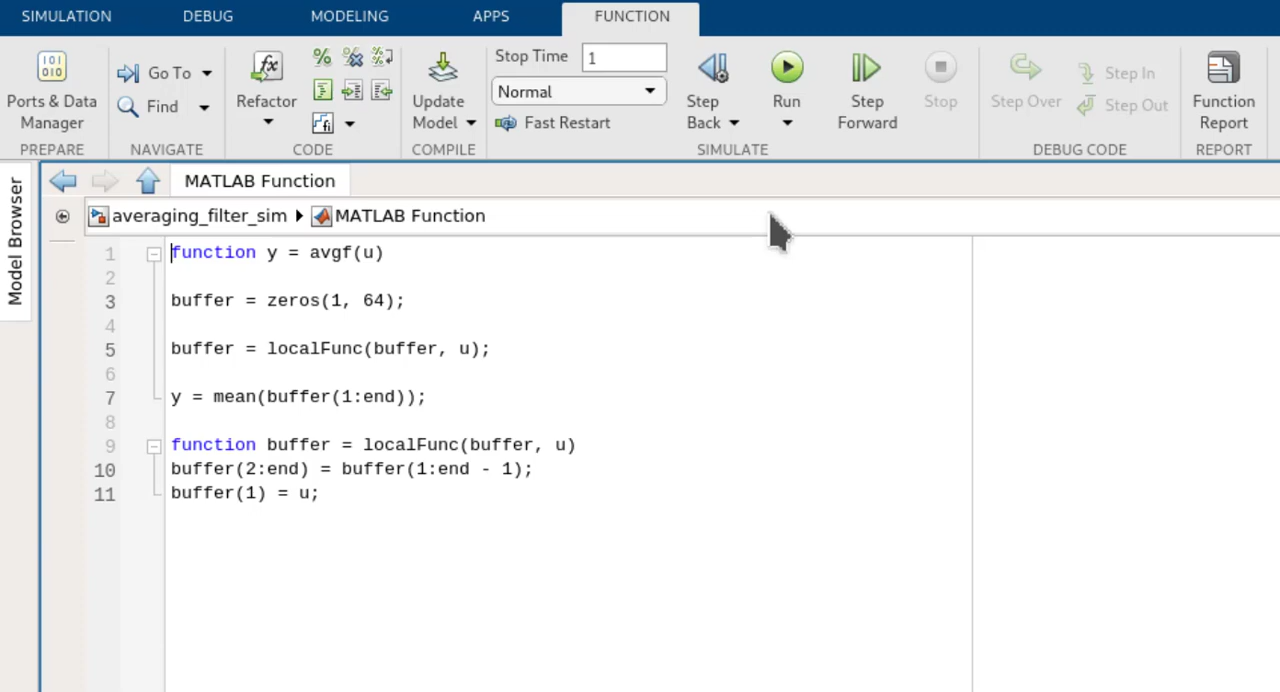 SIMULATION DEBUG MODELING APPS FUNCTION
Ports & Data Manager
Go To
Find
Refactor
Update Model
Stop Time 1
Normal
Fast Restart
Step Back
Run
Step Forward
Stop
Step Over
Step In
Step Out
Function Report
PREPARE NAVIGATE CODE COMPILE SIMULATE DEBUG CODE REPORT
Model Browser
MATLAB Function
averaging_filter_sim MATLAB Function
1 function y = avgf(u)
2
3 buffer = zeros(1, 64);
4
5 buffer = localFunc(buffer, u);
6
7 y = mean(buffer(1:end));
8
9 function buffer = localFunc(buffer, u)
10 buffer(2:end) = buffer(1:end - 1);
11 buffer(1) = u;